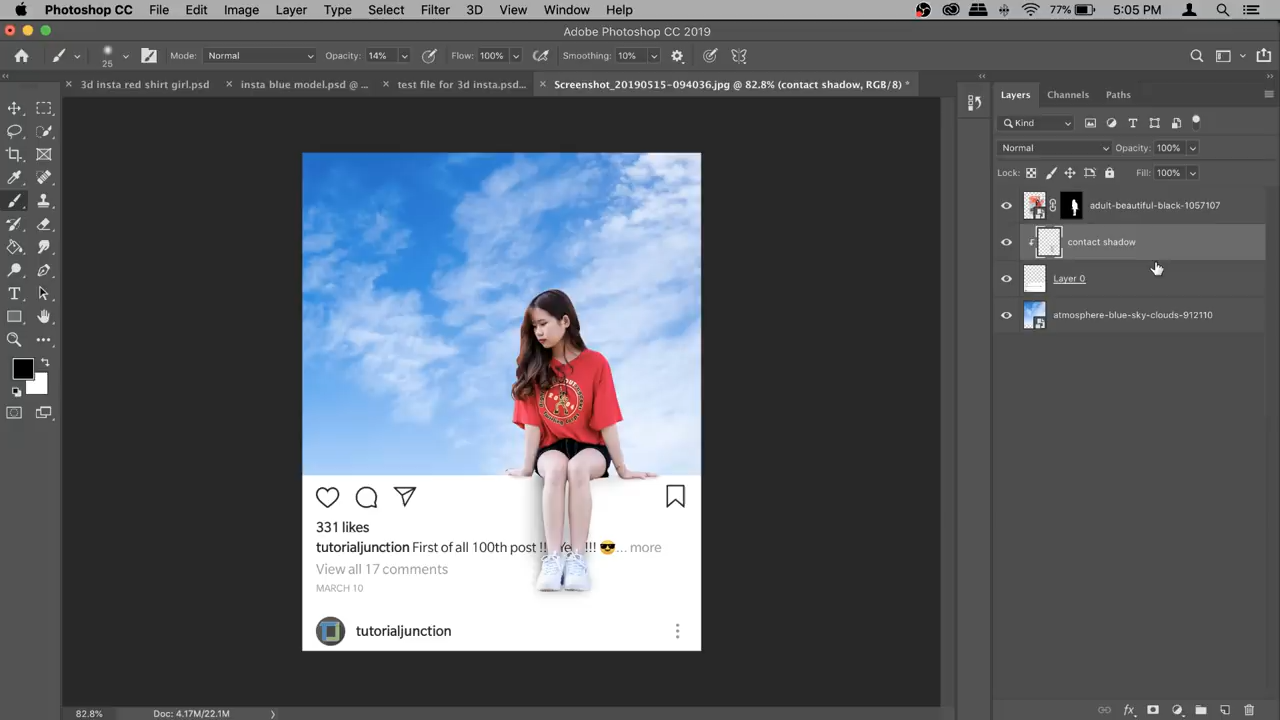 Photoshop CC File Edit Image Layer Type Select Filter 3D View Window Help 77% 5:05 PM
Adobe Photoshop CC 2019
25 Mode: Normal Opacity: 14% Flow: 100% Smoothing: 10%
3d insta red shirt girl.psd insta blue model.psd @ ... test file for 3d insta.psd... Screenshot_20190515-094036.jpg @ 82.8% (contact shadow, RGB/8) *
Layers Channels Paths
Kind
Normal Opacity: 100%
Lock: Fill: 100%
adult-beautiful-black-1057107
contact shadow
Layer 0
atmosphere-blue-sky-clouds-912110
331 likes
tutorialjunction First of all 100th post !! Ye !!! 😎... more
View all 17 comments
MARCH 10
tutorialjunction
82.8% Doc: 4.17M/22.1M